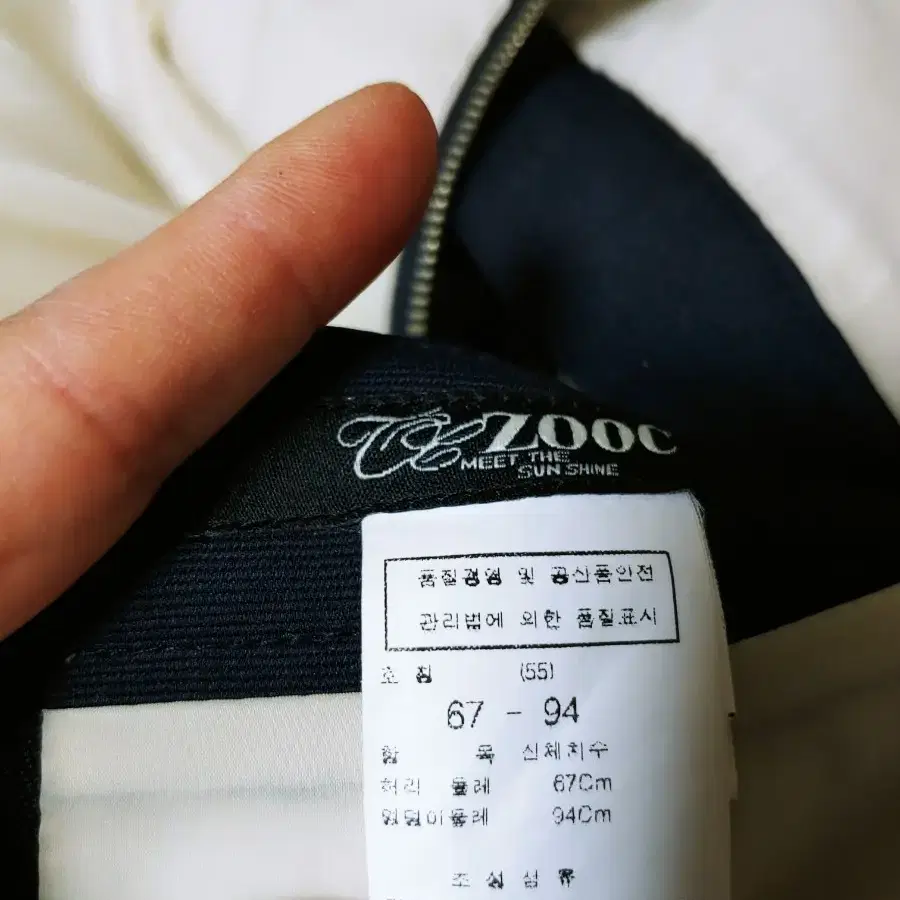 The ZOOC
MEET THE
SUN SHINE
품질경영 및 공산품안전
관리법에 의한 품질표시
호 칭 (55)
67 - 94
항 목 신체치수
허리 둘레 67Cm
엉덩이둘레 94Cm
조 성 섬 유